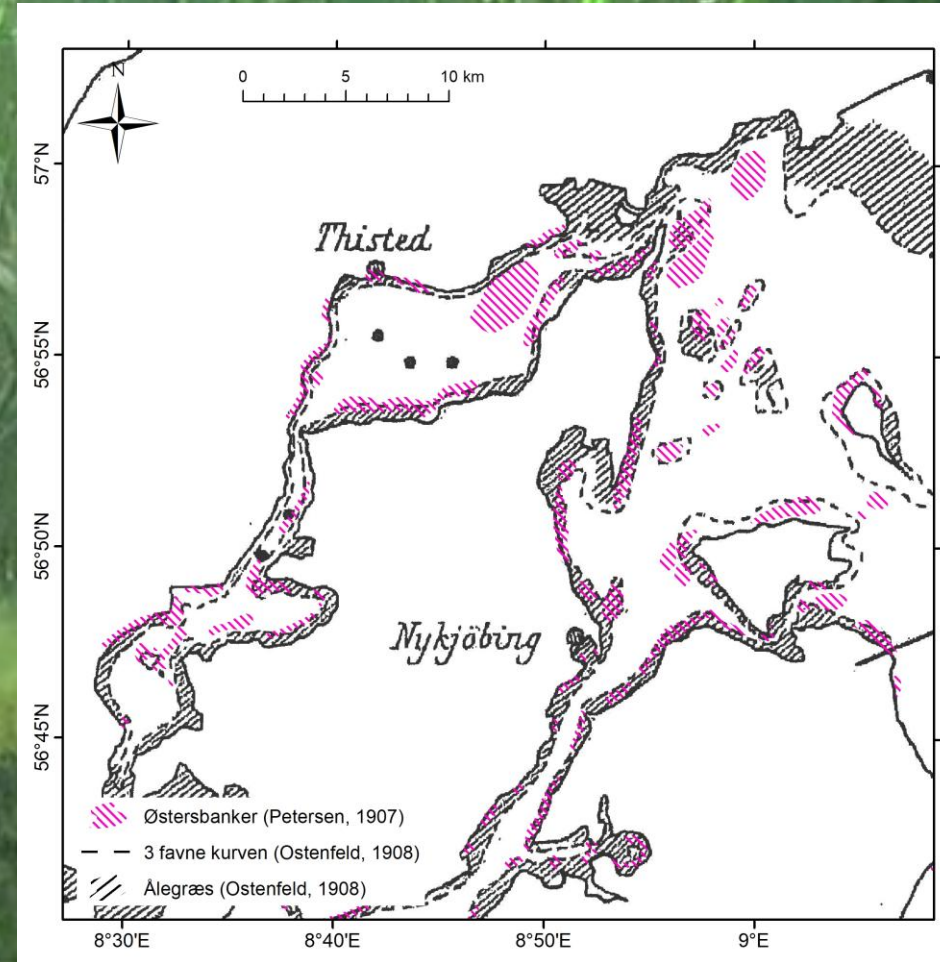 N
0 5 10 km
57°N
Thisted
56°55'N
56°50'N
Nykjöbing
56°45'N
Østersbanker (Petersen, 1907)
3 favne kurven (Ostenfeld, 1908)
Ålegræs (Ostenfeld, 1908)
8°30'E 8°40'E 8°50'E 9°E